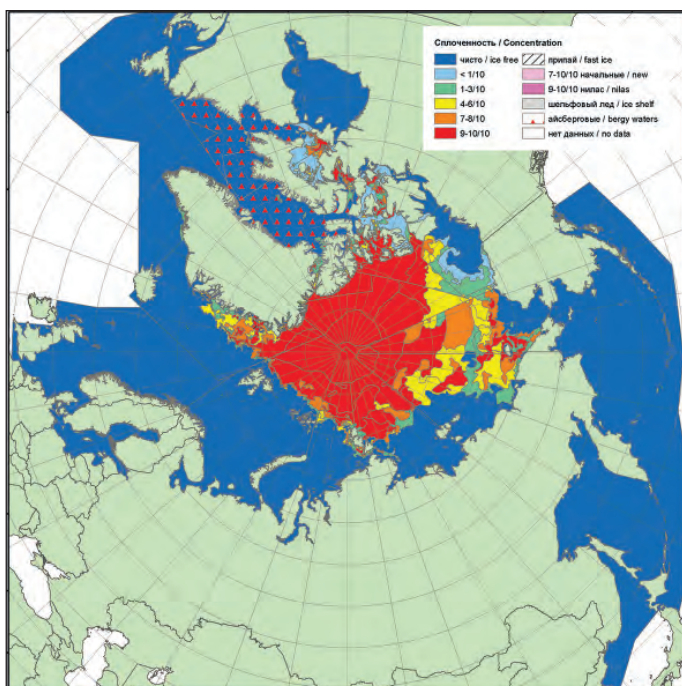 Сплоченность / Concentration
чисто / ice free
< 1/10
1-3/10
4-6/10
7-8/10
9-10/10
припай / fast ice
7-10/10 начальные / new
9-10/10 нилас / nilas
шельфовый лед / ice shelf
айсберговые / bergy waters
нет данных / no data